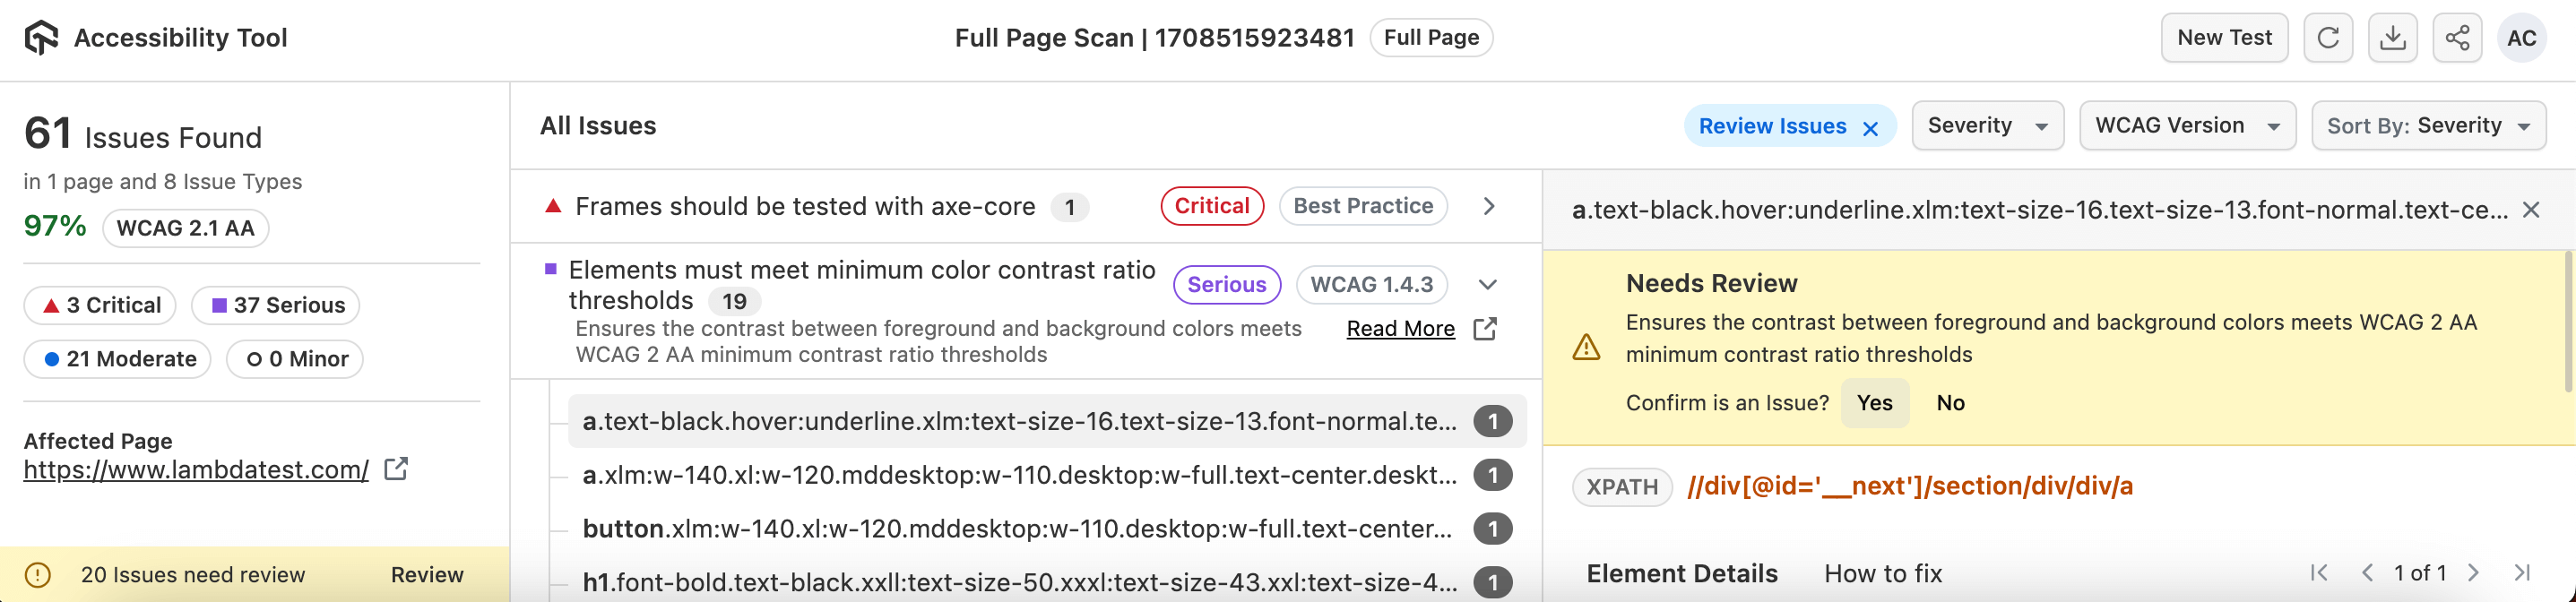 Accessibility Tool
Full Page Scan | 1708515923481
Full Page
New Test
AC
61 Issues Found
in 1 page and 8 Issue Types
97% WCAG 2.1 AA
3 Critical
37 Serious
21 Moderate
0 Minor
Affected Page
https://www.lambdatest.com/
20 Issues need review
Review
All Issues
Review Issues
Severity
WCAG Version
Sort By: Severity
Frames should be tested with axe-core 1
Critical
Best Practice
Elements must meet minimum color contrast ratio
thresholds 19
Serious
WCAG 1.4.3
Ensures the contrast between foreground and background colors meets
WCAG 2 AA minimum contrast ratio thresholds
Read More
a.text-black.hover:underline.xlm:text-size-16.text-size-13.font-normal.te... 1
a.xlm:w-140.xl:w-120.mddesktop:w-110.desktop:w-full.text-center.deskt... 1
button.xlm:w-140.xl:w-120.mddesktop:w-110.desktop:w-full.text-center... 1
h1.font-bold.text-black.xxll:text-size-50.xxxl:text-size-43.xxl:text-size-4... 1
a.text-black.hover:underline.xlm:text-size-16.text-size-13.font-normal.text-ce...
Needs Review
Ensures the contrast between foreground and background colors meets WCAG 2 AA
minimum contrast ratio thresholds
Confirm is an Issue? Yes No
XPATH //div[@id='__next']/section/div/div/a
Element Details
How to fix
1 of 1